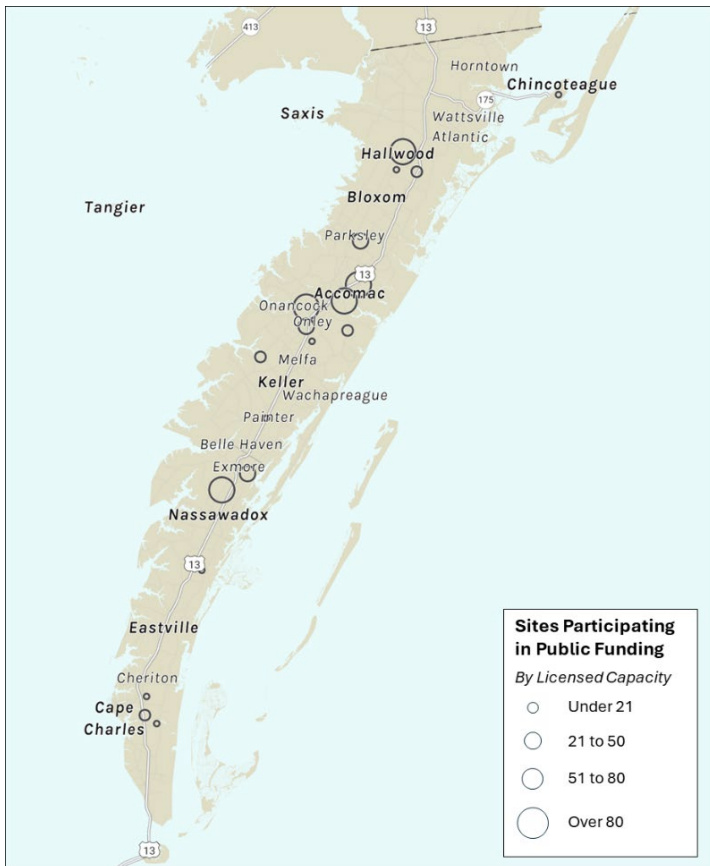 413
13
Horntown
Chincoteague
175
Saxis
Wattsville
Atlantic
Hallwood
Bloxom
Tangier
Parksley
13
Accomac
Onancock
Onley
Melfa
Keller
Wachapreague
Painter
Belle Haven
Exmore
Nassawadox
13
Eastville
Cheriton
Cape
Charles
13
Sites Participating
in Public Funding
By Licensed Capacity
Under 21
21 to 50
51 to 80
Over 80